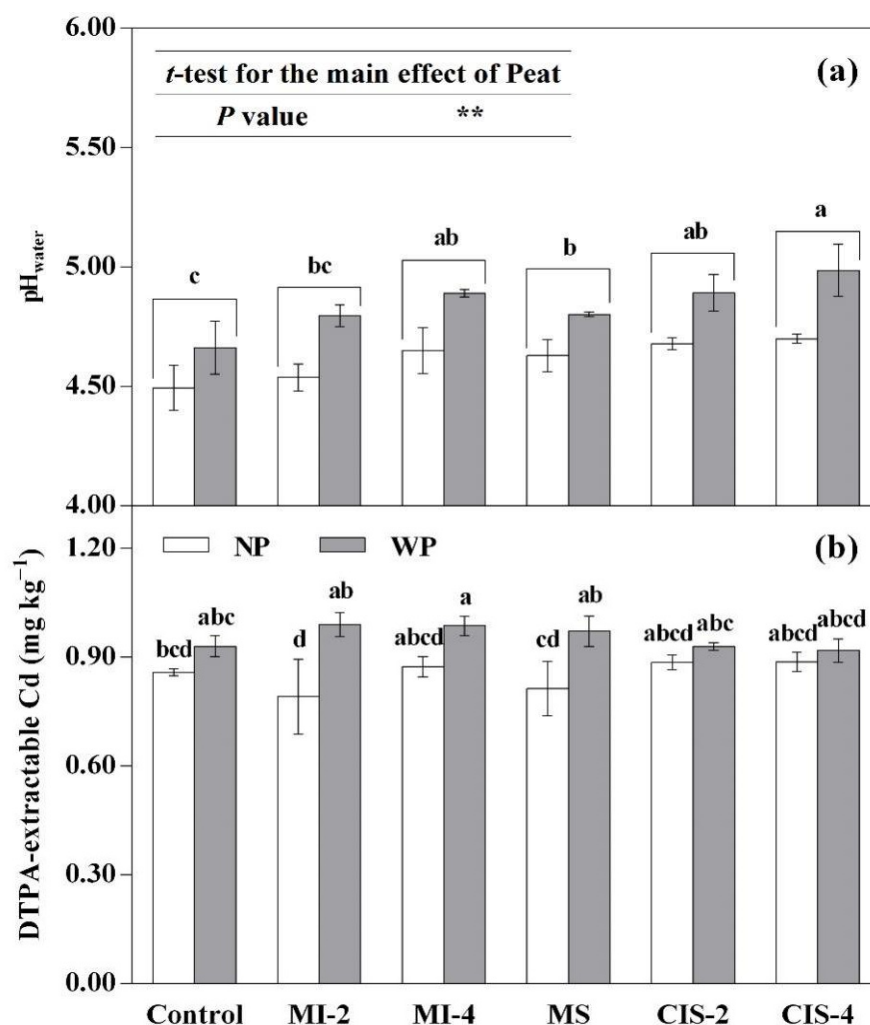 6.00
(a)
t-test for the main effect of Peat
P value **
5.50
a
ab
ab
b
bc
c
5.00
pHwater
4.50
4.00
1.20
NP WP
(b)
ab
a
ab
abc
abc
abcd
bcd
d
abcd
cd
abcd
abcd
0.90
DTPA-extractable Cd (mg kg−1)
0.60
0.30
0.00
Control MI-2 MI-4 MS CIS-2 CIS-4